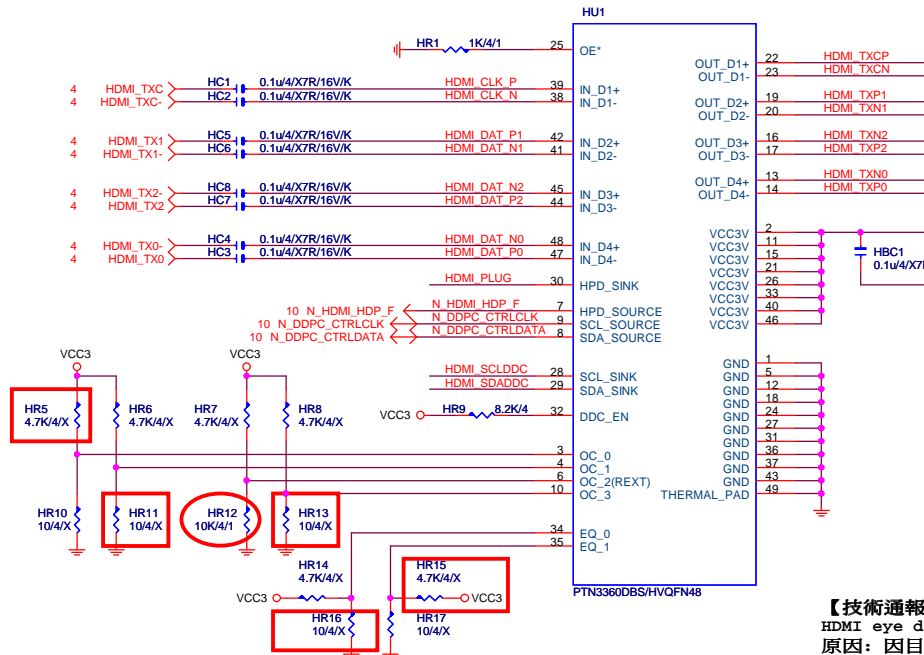 HU1
HR1 1K/4/1 25 OE*
4 HDMI_TXC HC1 0.1u/4/X7R/16V/K HDMI_CLK_P 39 IN_D1+
4 HDMI_TXC- HC2 0.1u/4/X7R/16V/K HDMI_CLK_N 38 IN_D1-
4 HDMI_TX1 HC5 0.1u/4/X7R/16V/K HDMI_DAT_P1 42 IN_D2+
4 HDMI_TX1- HC6 0.1u/4/X7R/16V/K HDMI_DAT_N1 41 IN_D2-
4 HDMI_TX2- HC8 0.1u/4/X7R/16V/K HDMI_DAT_N2 45 IN_D3+
4 HDMI_TX2 HC7 0.1u/4/X7R/16V/K HDMI_DAT_P2 44 IN_D3-
4 HDMI_TX0- HC4 0.1u/4/X7R/16V/K HDMI_DAT_N0 48 IN_D4+
4 HDMI_TX0 HC3 0.1u/4/X7R/16V/K HDMI_DAT_P0 47 IN_D4-
HDMI_PLUG 30 HPD_SINK
10 N_HDMI_HDP_F N_HDMI_HDP_F 7 HPD_SOURCE
10 N_DDPC_CTRLCLK N_DDPC_CTRLCLK 9 SCL_SOURCE
10 N_DDPC_CTRLDATA N_DDPC_CTRLDATA 8 SDA_SOURCE
HDMI_SCLDDC 28 SCL_SINK
HDMI_SDADDC 29 SDA_SINK
VCC3 HR9 8.2K/4 32 DDC_EN
3 OC_0
4 OC_1
6 OC_2(REXT)
10 OC_3
34 EQ_0
35 EQ_1
OUT_D1+ 22 HDMI_TXCP
OUT_D1- 23 HDMI_TXCN
OUT_D2+ 19 HDMI_TXP1
OUT_D2- 20 HDMI_TXN1
OUT_D3+ 16 HDMI_TXN2
OUT_D3- 17 HDMI_TXP2
OUT_D4+ 13 HDMI_TXN0
OUT_D4- 14 HDMI_TXP0
VCC3V 2
VCC3V 11
VCC3V 15
VCC3V 21
VCC3V 26
VCC3V 33
VCC3V 40
VCC3V 46
HBC1
0.1u/4/X7
GND 1
GND 5
GND 12
GND 18
GND 24
GND 27
GND 31
GND 36
GND 37
GND 43
THERMAL_PAD 49
PTN3360DBS/HVQFN48
VCC3 VCC3
HR5 4.7K/4/X
HR6 4.7K/4/X
HR7 4.7K/4/X
HR8 4.7K/4/X
HR10 10/4/X
HR11 10/4/X
HR12 10K/4/1
HR13 10/4/X
HR14 4.7K/4/X
VCC3
HR15 4.7K/4/X
VCC3
HR16 10/4/X
HR17 10/4/X
【技術通報
HDMI eye d
原因：因目